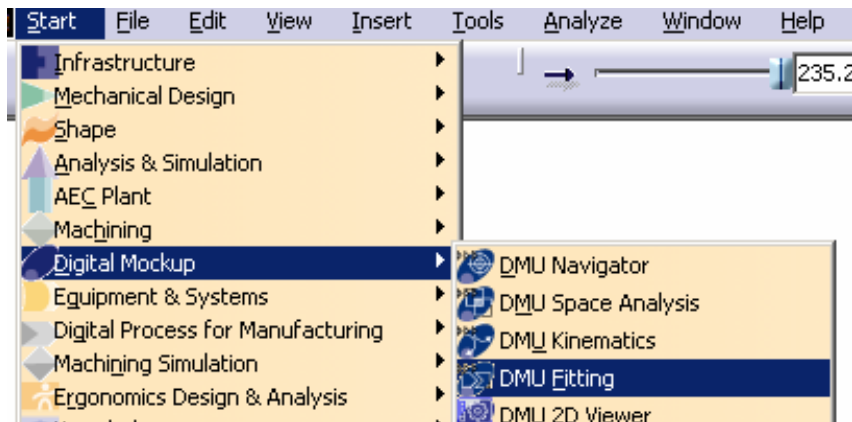 Start File Edit View Insert Tools Analyze Window Help
235.2
Infrastructure
Mechanical Design
Shape
Analysis & Simulation
AEC Plant
Machining
Digital Mockup
Equipment & Systems
Digital Process for Manufacturing
Machining Simulation
Ergonomics Design & Analysis
DMU Navigator
DMU Space Analysis
DMU Kinematics
DMU Fitting
DMU 2D Viewer